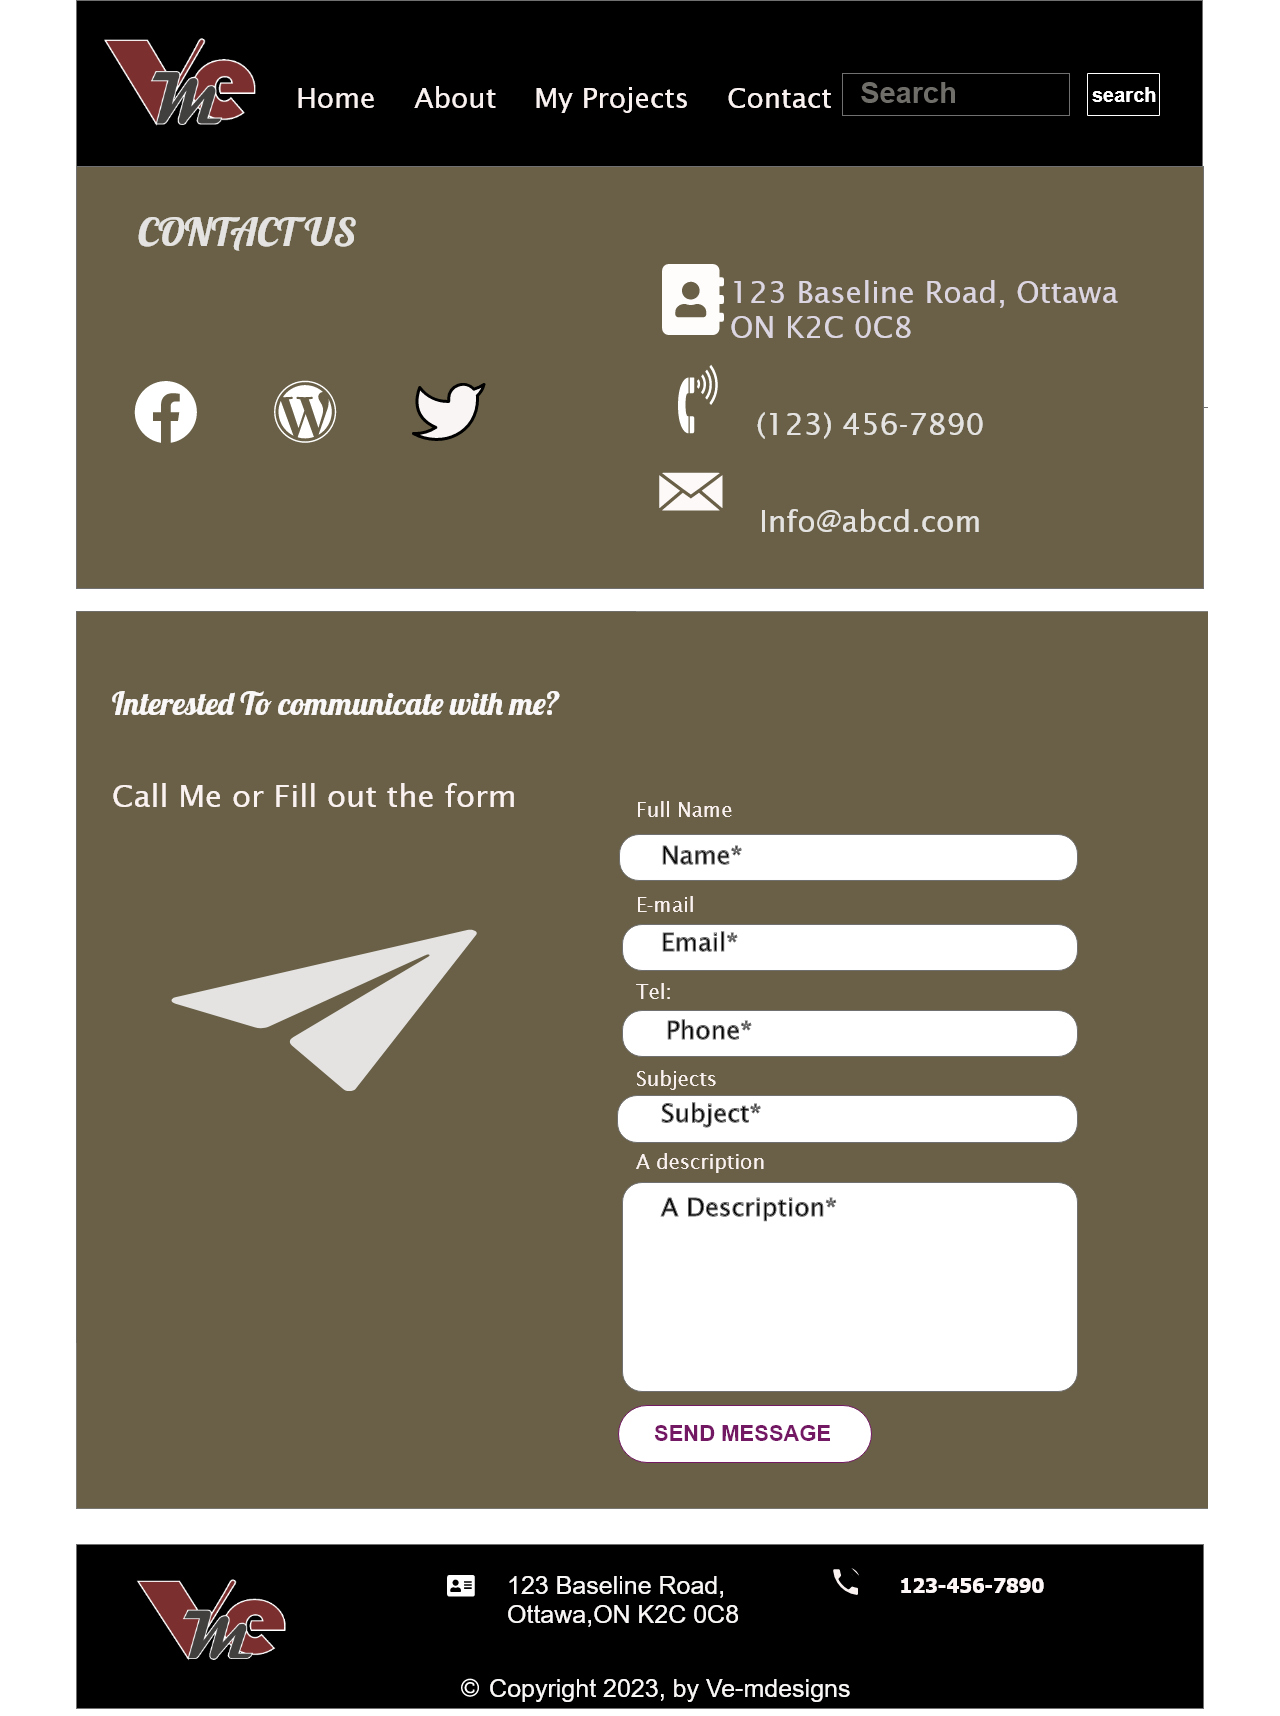 Vme
Home About My Projects Contact Search search
CONTACT US
123 Baseline Road, Ottawa
ON K2C 0C8
(123) 456-7890
Info@abcd.com
Interested To communicate with me?
Call Me or Fill out the form
Full Name
Name*
E-mail
Email*
Tel:
Phone*
Subjects
Subject*
A description
A Description*
SEND MESSAGE
Vme
123 Baseline Road,
Ottawa,ON K2C 0C8
123-456-7890
© Copyright 2023, by Ve-mdesigns